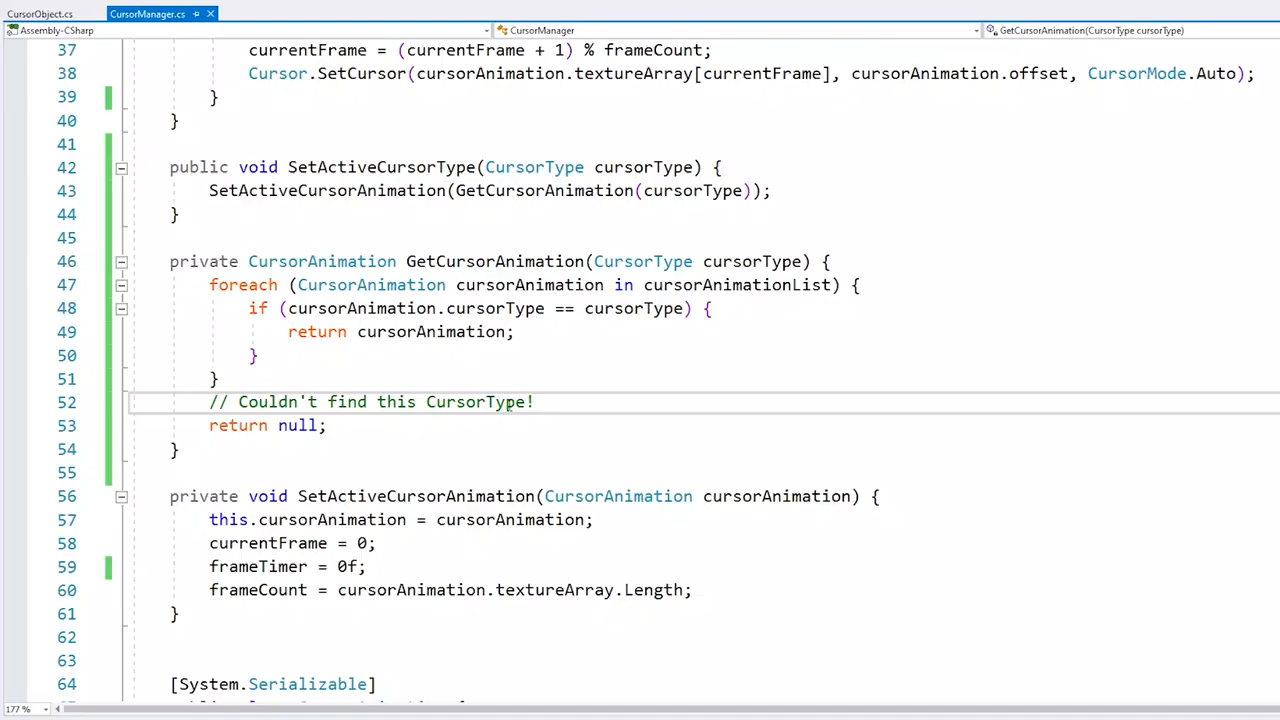 CursorObject.cs
CursorManager.cs
Assembly-CSharp
CursorManager
GetCursorAnimation(CursorType cursorType)
37 currentFrame = (currentFrame + 1) % frameCount;
38 Cursor.SetCursor(cursorAnimation.textureArray[currentFrame], cursorAnimation.offset, CursorMode.Auto);
39 }
40 }
41
42 public void SetActiveCursorType(CursorType cursorType) {
43 SetActiveCursorAnimation(GetCursorAnimation(cursorType));
44 }
45
46 private CursorAnimation GetCursorAnimation(CursorType cursorType) {
47 foreach (CursorAnimation cursorAnimation in cursorAnimationList) {
48 if (cursorAnimation.cursorType == cursorType) {
49 return cursorAnimation;
50 }
51 }
52 // Couldn't find this CursorType!
53 return null;
54 }
55
56 private void SetActiveCursorAnimation(CursorAnimation cursorAnimation) {
57 this.cursorAnimation = cursorAnimation;
58 currentFrame = 0;
59 frameTimer = 0f;
60 frameCount = cursorAnimation.textureArray.Length;
61 }
62
63
64 [System.Serializable]
177 %